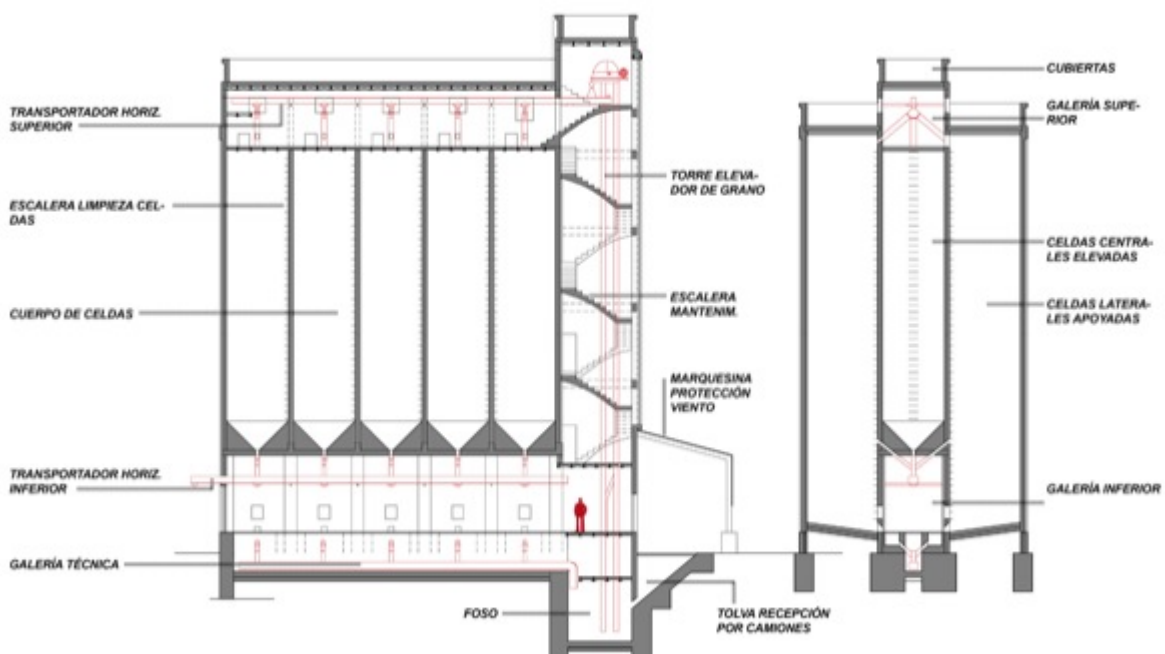 TRANSPORTADOR HORIZ.
SUPERIOR
ESCALERA LIMPIEZA CEL-
DAS
CUERPO DE CELDAS
TRANSPORTADOR HORIZ.
INFERIOR
GALERÍA TÉCNICA
FOSO
TORRE ELEVA-
DOR DE GRANO
ESCALERA
MANTENIM.
MARQUESINA
PROTECCIÓN
VIENTO
TOLVA RECEPCIÓN
POR CAMIONES
CUBIERTAS
GALERÍA SUPE-
RIOR
CELDAS CENTRA-
LES ELEVADAS
CELDAS LATERA-
LES APOYADAS
GALERÍA INFERIOR